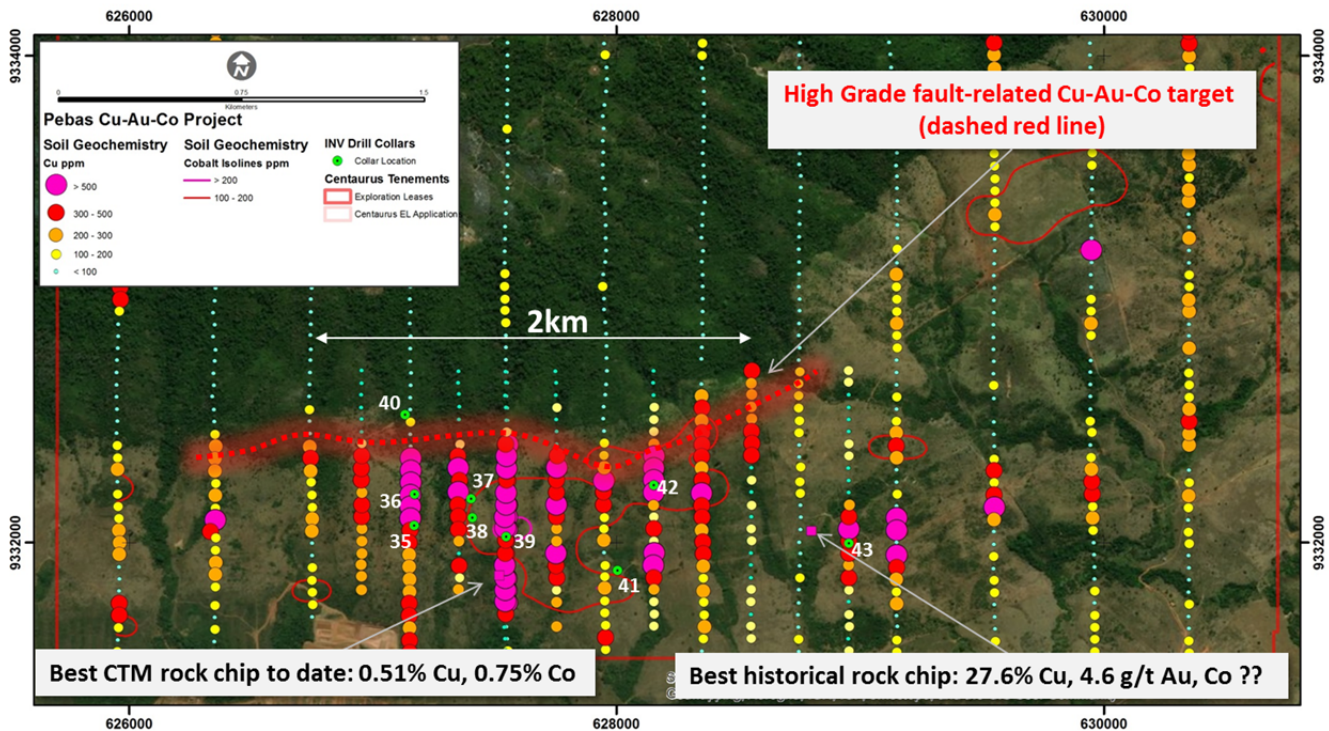 626000
628000
630000
9334000
9334000
N
0 0.75 1.5
Kilometers
Pebas Cu-Au-Co Project
Soil Geochemistry
Cu ppm
> 500
300 - 500
200 - 300
100 - 200
< 100
Soil Geochemistry
Cobalt Isolines ppm
> 200
100 - 200
INV Drill Collars
Collar Location
Centaurus Tenements
Exploration Leases
Centaurus EL Application
High Grade fault-related Cu-Au-Co target
(dashed red line)
2km
40
37
36
42
38
35
39
43
41
9332000
9332000
Best CTM rock chip to date: 0.51% Cu, 0.75% Co
Best historical rock chip: 27.6% Cu, 4.6 g/t Au, Co ??
626000
628000
630000